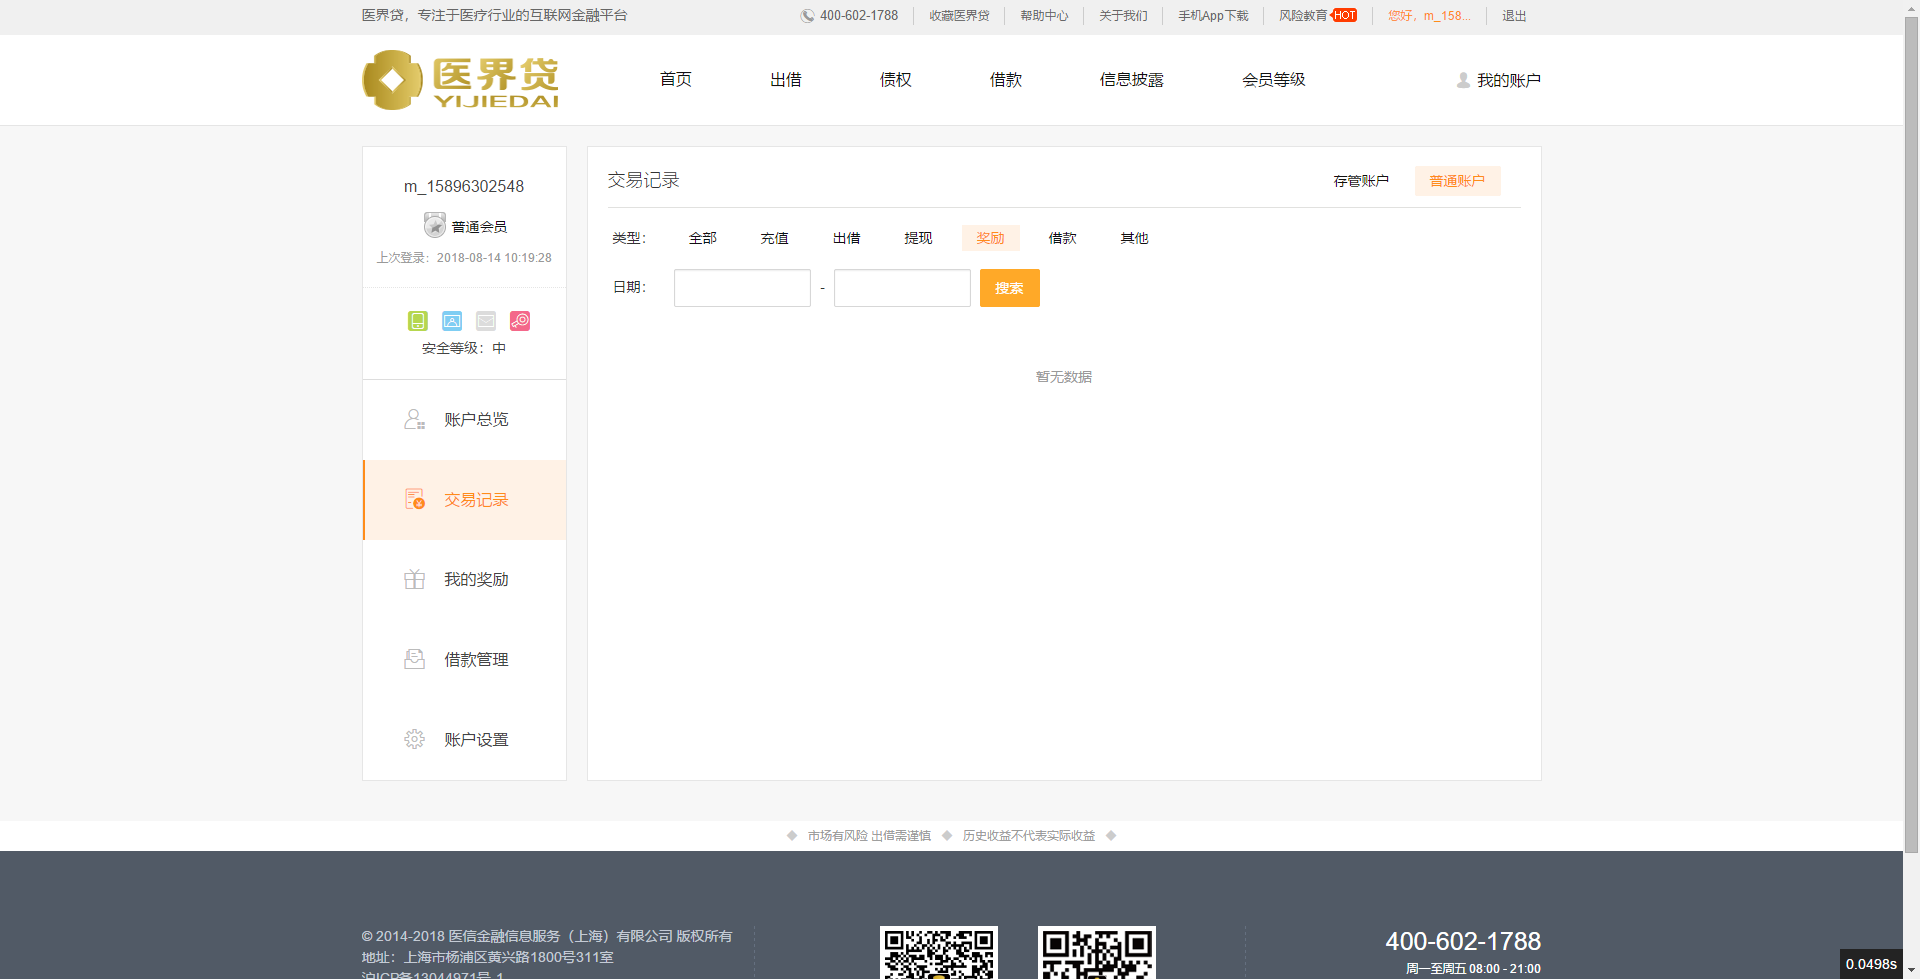 医界贷，专注于医疗行业的互联网金融平台
400-602-1788 收藏医界贷 帮助中心 关于我们 手机App下载 风险教育 HOT 您好，m_158... 退出
医界贷
YIJIEDAI
首页 出借 债权 借款 信息披露 会员等级 我的账户
m_15896302548
普通会员
上次登录：2018-08-14 10:19:28
安全等级：中
账户总览
交易记录
我的奖励
借款管理
账户设置
交易记录 存管账户 普通账户
类型： 全部 充值 出借 提现 奖励 借款 其他
日期： - 搜索
暂无数据
市场有风险 出借需谨慎 历史收益不代表实际收益
© 2014-2018 医信金融信息服务（上海）有限公司 版权所有
地址：上海市杨浦区黄兴路1800号311室
沪ICP备13044971号-1
400-602-1788
周一至周五 08:00 - 21:00
0.0498s